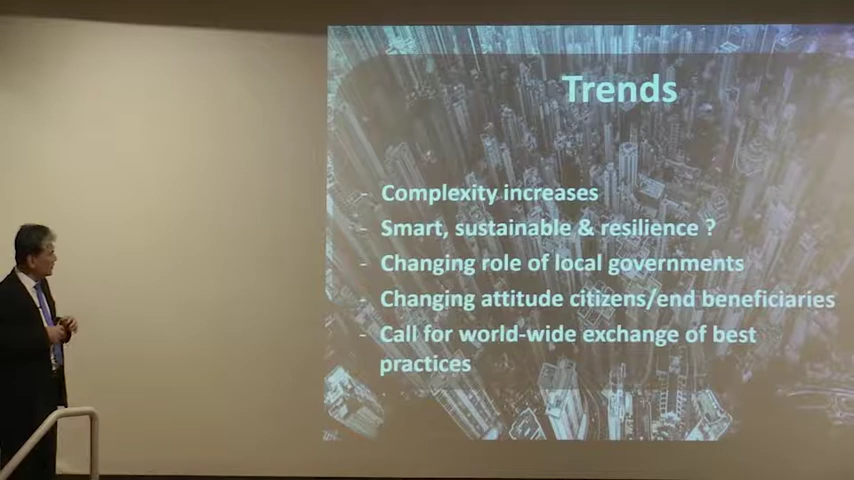 Trends
- Complexity increases
- Smart, sustainable & resilience ?
- Changing role of local governments
- Changing attitude citizens/end beneficiaries
- Call for world-wide exchange of best
practices